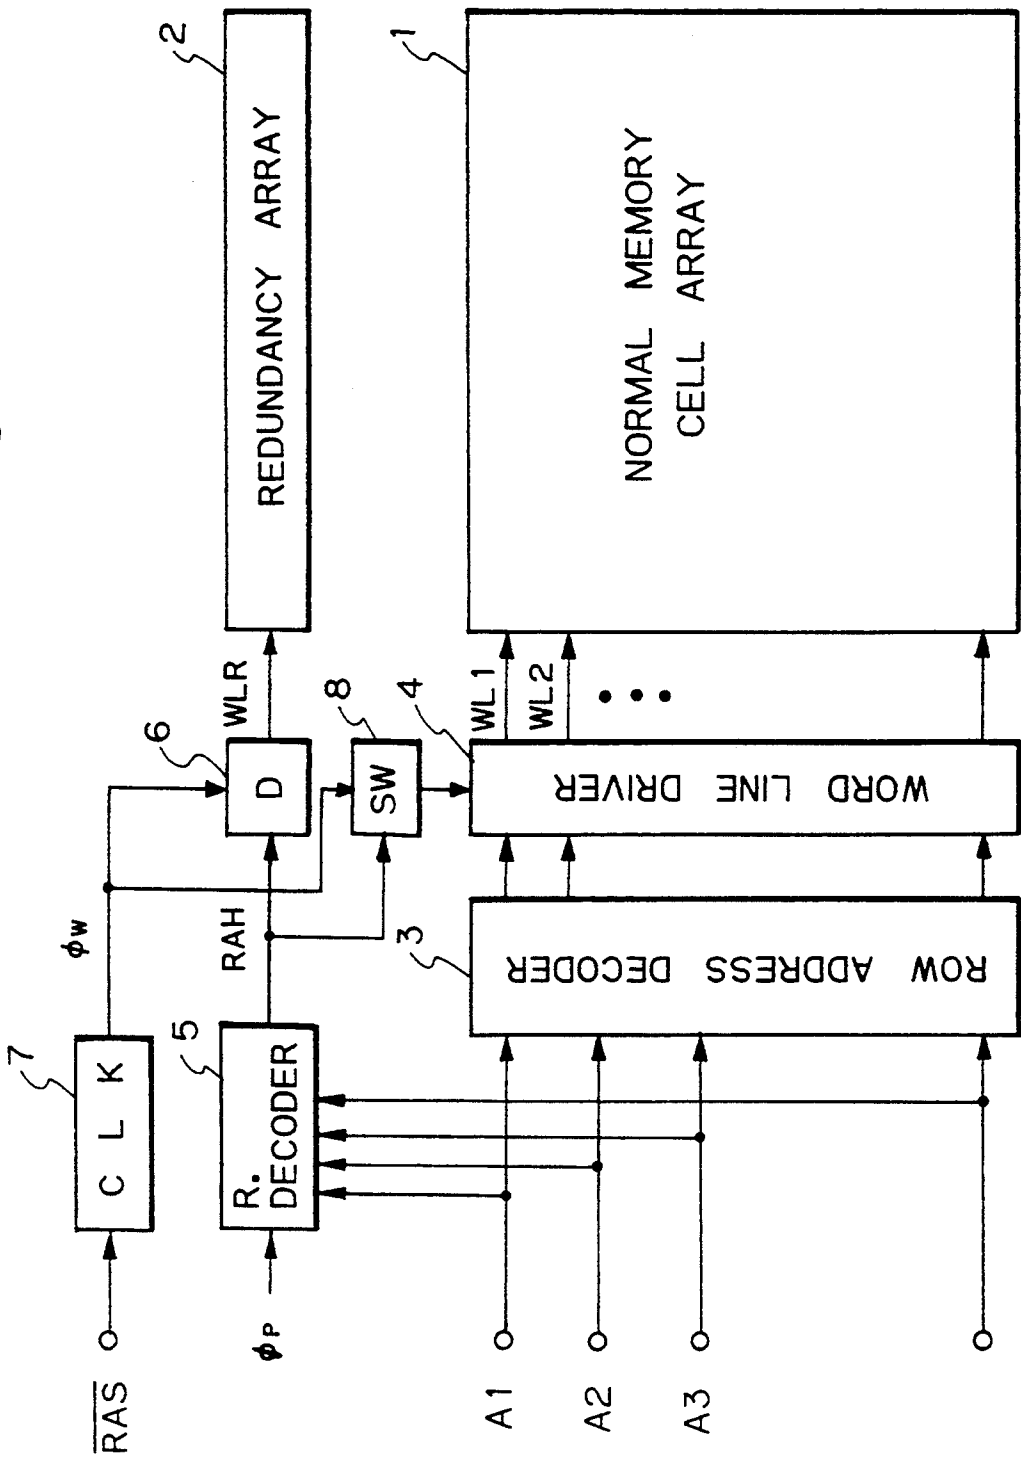 RAS
7
CLK
φW
φP
5
R.
DECODER
RAH
6
D
WLR
2
REDUNDANCY ARRAY
8
SW
A1
A2
A3
3
ROW ADDRESS DECODER
4
WORD LINE DRIVER
WL1
WL2
1
NORMAL MEMORY
CELL ARRAY